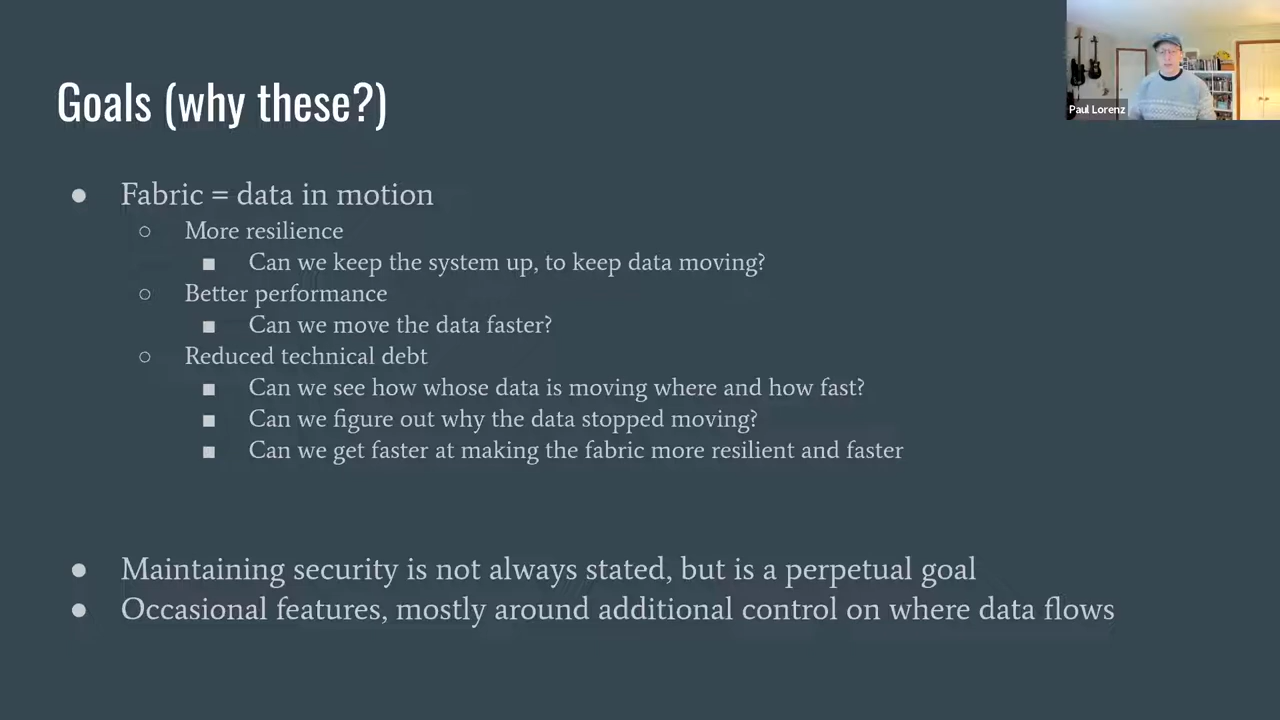 Goals (why these?)
Paul Lorenz
● Fabric = data in motion
○ More resilience
■ Can we keep the system up, to keep data moving?
○ Better performance
■ Can we move the data faster?
○ Reduced technical debt
■ Can we see how whose data is moving where and how fast?
■ Can we figure out why the data stopped moving?
■ Can we get faster at making the fabric more resilient and faster
● Maintaining security is not always stated, but is a perpetual goal
● Occasional features, mostly around additional control on where data flows